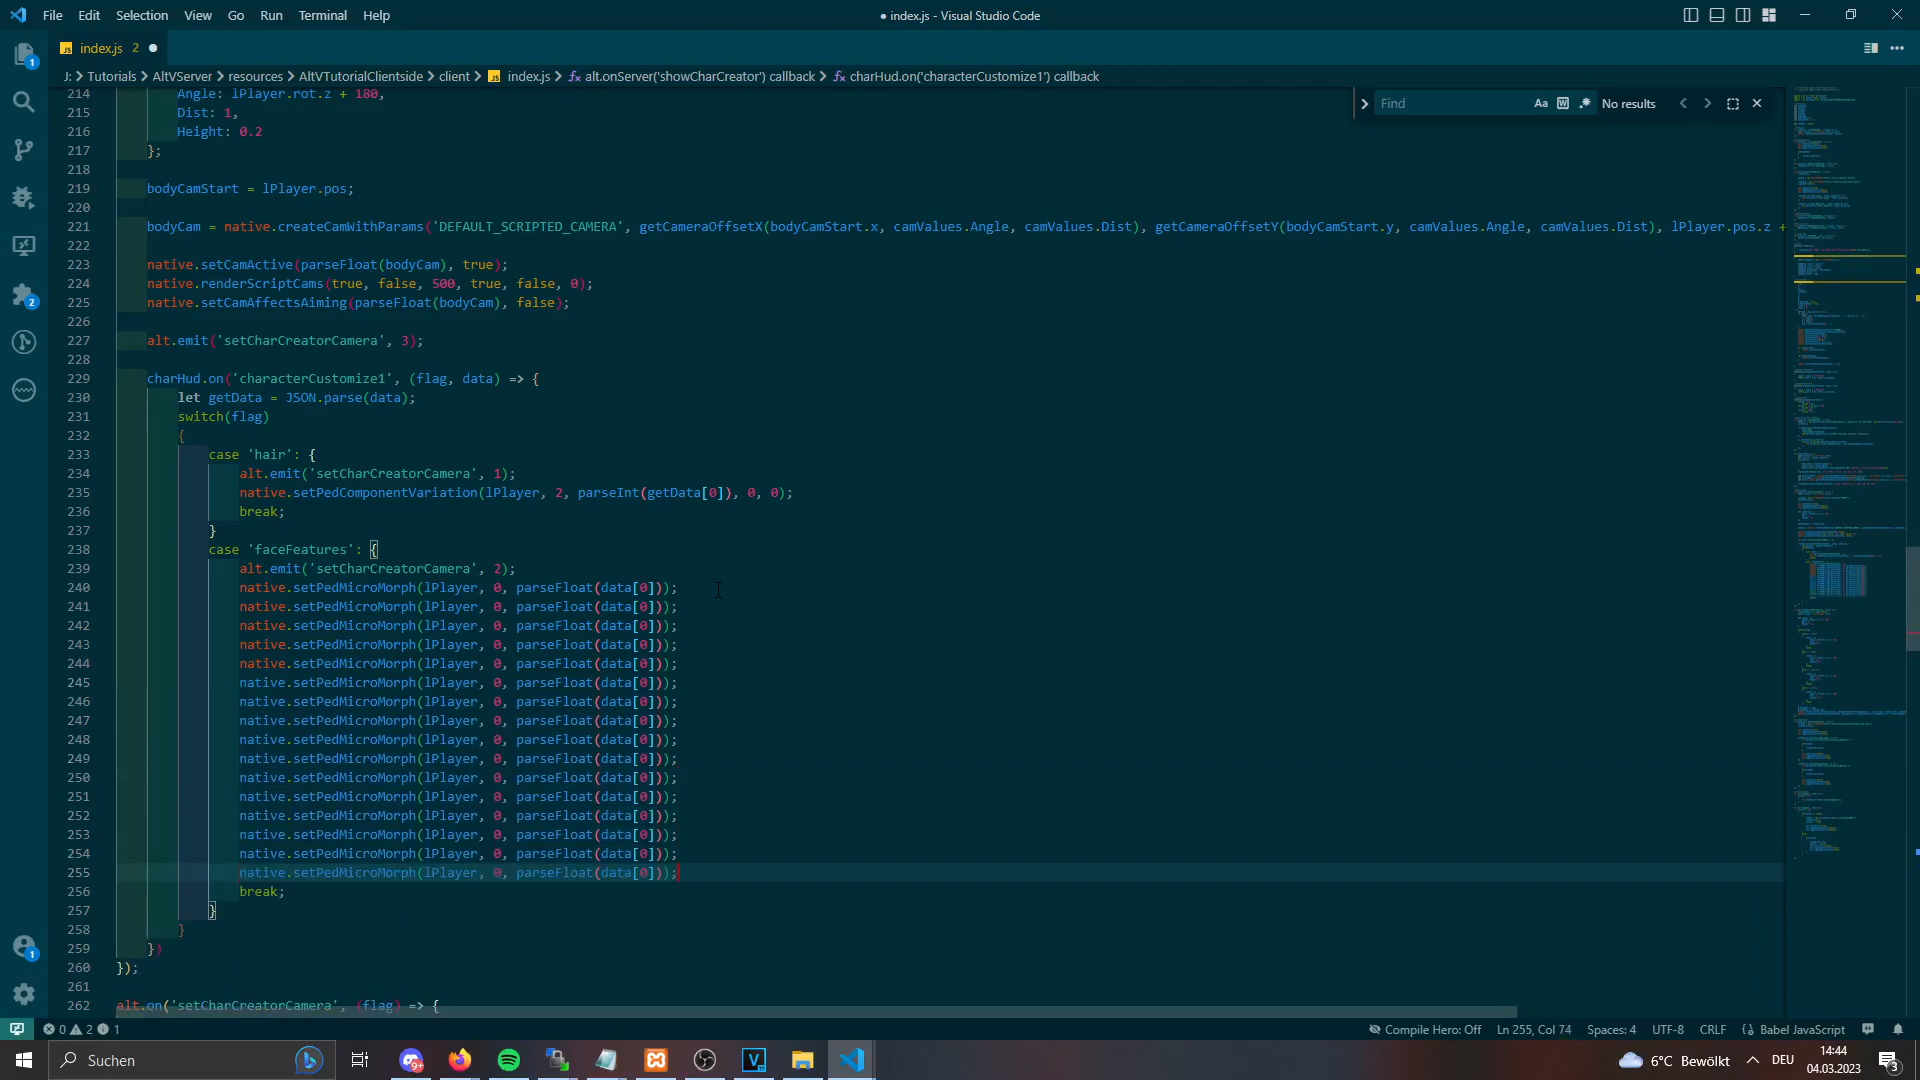 File Edit Selection View Go Run Terminal Help
● index.js - Visual Studio Code
JS index.js 2 ●
J: > Tutorials > AltVServer > resources > AltVTutorialClientside > client > JS index.js > alt.onServer('showCharCreator') callback > charHud.on('characterCustomize1') callback
Find Aa No results
214 Angle: lPlayer.rot.z + 180,
215 Dist: 1,
216 Height: 0.2
217 };
218
219 bodyCamStart = lPlayer.pos;
220
221 bodyCam = native.createCamWithParams('DEFAULT_SCRIPTED_CAMERA', getCameraOffsetX(bodyCamStart.x, camValues.Angle, camValues.Dist), getCameraOffsetY(bodyCamStart.y, camValues.Angle, camValues.Dist), lPlayer.pos.z +
222
223 native.setCamActive(parseFloat(bodyCam), true);
224 native.renderScriptCams(true, false, 500, true, false, 0);
225 native.setCamAffectsAiming(parseFloat(bodyCam), false);
226
227 alt.emit('setCharCreatorCamera', 3);
228
229 charHud.on('characterCustomize1', (flag, data) => {
230 let getData = JSON.parse(data);
231 switch(flag)
232 {
233 case 'hair': {
234 alt.emit('setCharCreatorCamera', 1);
235 native.setPedComponentVariation(lPlayer, 2, parseInt(getData[0]), 0, 0);
236 break;
237 }
238 case 'faceFeatures': {
239 alt.emit('setCharCreatorCamera', 2);
240 native.setPedMicroMorph(lPlayer, 0, parseFloat(data[0]));
241 native.setPedMicroMorph(lPlayer, 0, parseFloat(data[0]));
242 native.setPedMicroMorph(lPlayer, 0, parseFloat(data[0]));
243 native.setPedMicroMorph(lPlayer, 0, parseFloat(data[0]));
244 native.setPedMicroMorph(lPlayer, 0, parseFloat(data[0]));
245 native.setPedMicroMorph(lPlayer, 0, parseFloat(data[0]));
246 native.setPedMicroMorph(lPlayer, 0, parseFloat(data[0]));
247 native.setPedMicroMorph(lPlayer, 0, parseFloat(data[0]));
248 native.setPedMicroMorph(lPlayer, 0, parseFloat(data[0]));
249 native.setPedMicroMorph(lPlayer, 0, parseFloat(data[0]));
250 native.setPedMicroMorph(lPlayer, 0, parseFloat(data[0]));
251 native.setPedMicroMorph(lPlayer, 0, parseFloat(data[0]));
252 native.setPedMicroMorph(lPlayer, 0, parseFloat(data[0]));
253 native.setPedMicroMorph(lPlayer, 0, parseFloat(data[0]));
254 native.setPedMicroMorph(lPlayer, 0, parseFloat(data[0]));
255 native.setPedMicroMorph(lPlayer, 0, parseFloat(data[0]));
256 break;
257 }
258 }
259 })
260 });
261
262 alt.on('setCharCreatorCamera', (flag) => {
0 2 1
Compile Hero: Off Ln 255, Col 74 Spaces: 4 UTF-8 CRLF {} Babel JavaScript
Suchen
6°C Bewölkt DEU 14:44
04.03.2023